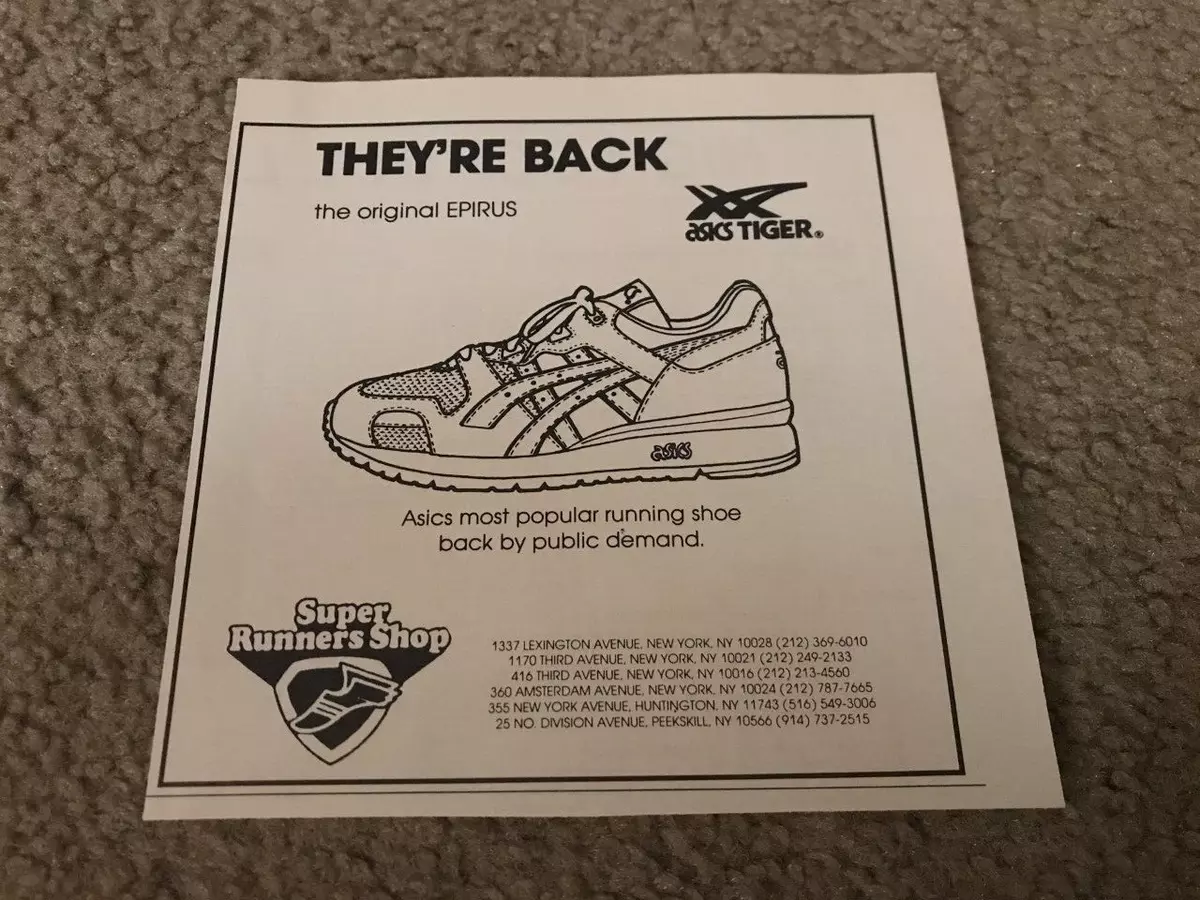 THEY'RE BACK
the original EPIRUS
asics TIGER®
asics
Asics most popular running shoe
back by public demand.
Super
Runners Shop
1337 LEXINGTON AVENUE, NEW YORK, NY 10028 (212) 369-6010
1170 THIRD AVENUE, NEW YORK, NY 10021 (212) 249-2133
416 THIRD AVENUE, NEW YORK, NY 10016 (212) 213-4560
360 AMSTERDAM AVENUE, NEW YORK, NY 10024 (212) 787-7665
355 NEW YORK AVENUE, HUNTINGTON, NY 11743 (516) 549-3006
25 NO. DIVISION AVENUE, PEEKSKILL, NY 10566 (914) 737-2515